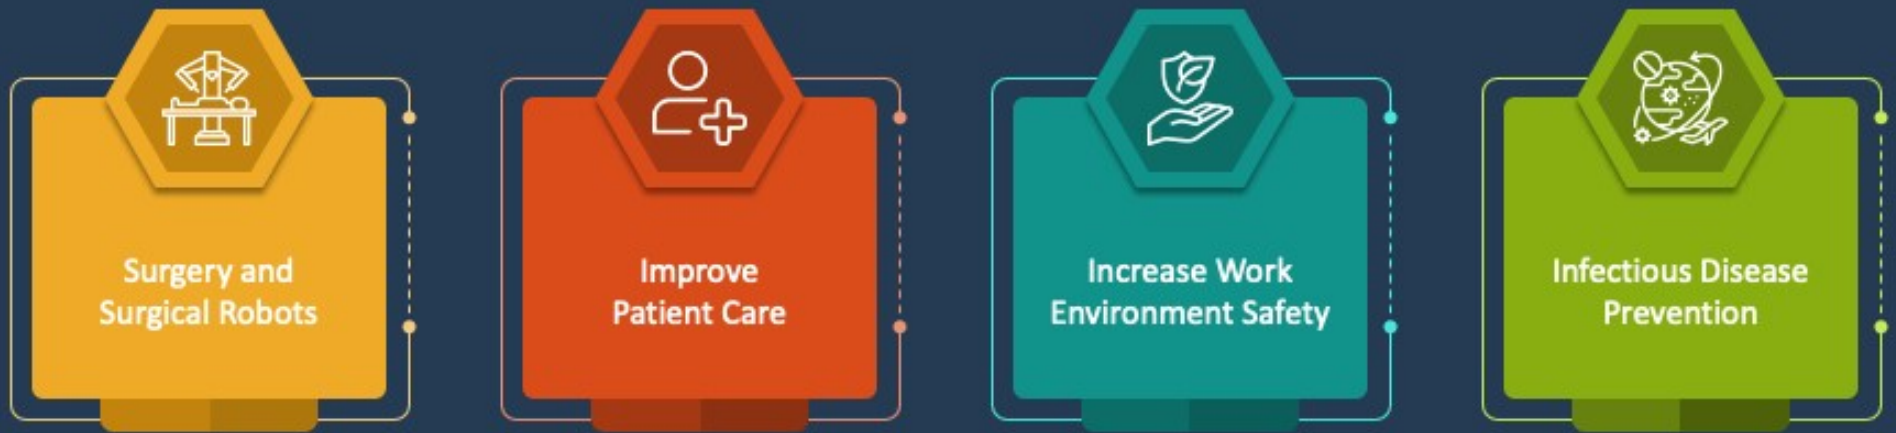 Surgery and
Surgical Robots
Improve
Patient Care
Increase Work
Environment Safety
Infectious Disease
Prevention